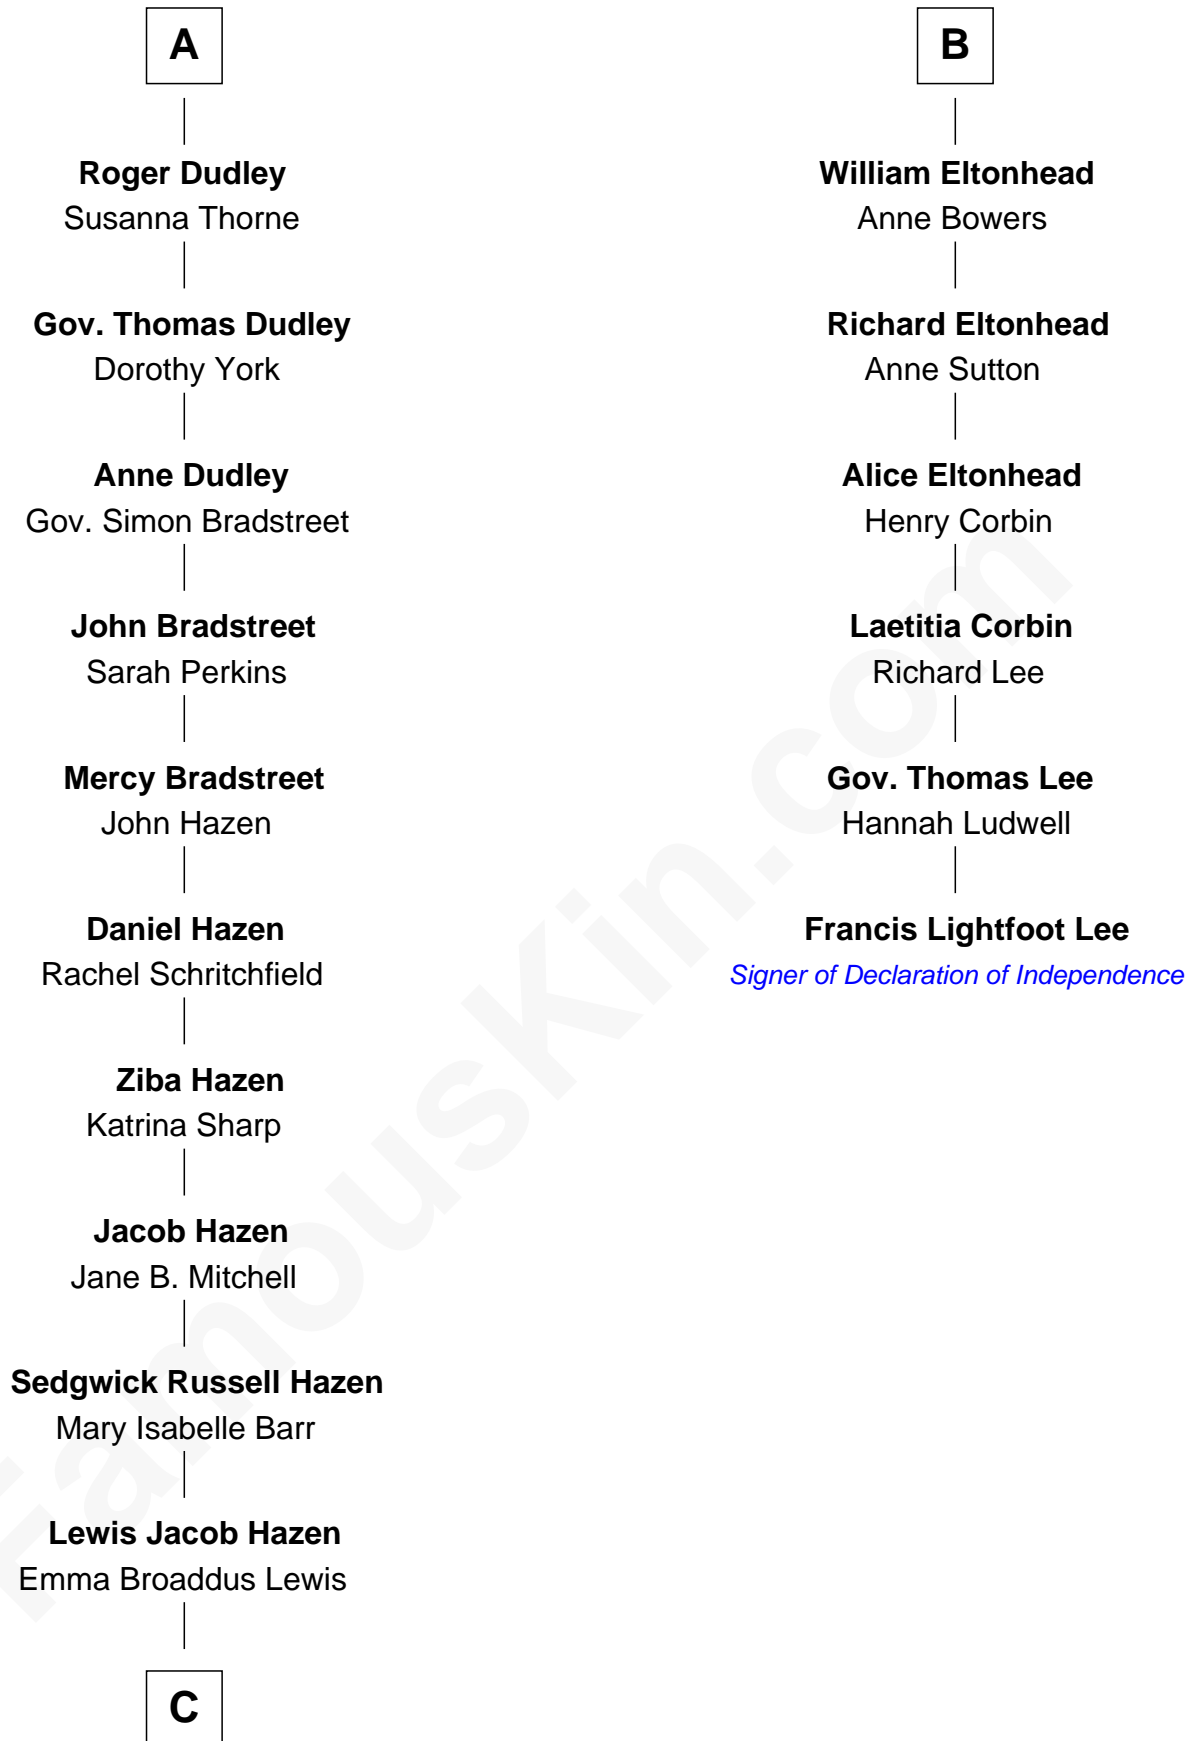 A
Roger Dudley
Susanna Thorne
Gov. Thomas Dudley
Dorothy York
Anne Dudley
Gov. Simon Bradstreet
John Bradstreet
Sarah Perkins
Mercy Bradstreet
John Hazen
Daniel Hazen
Rachel Schritchfield
Ziba Hazen
Katrina Sharp
Jacob Hazen
Jane B. Mitchell
Sedgwick Russell Hazen
Mary Isabelle Barr
Lewis Jacob Hazen
Emma Broaddus Lewis
C
B
William Eltonhead
Anne Bowers
Richard Eltonhead
Anne Sutton
Alice Eltonhead
Henry Corbin
Laetitia Corbin
Richard Lee
Gov. Thomas Lee
Hannah Ludwell
Francis Lightfoot Lee
Signer of Declaration of Independence
FamousKin.com